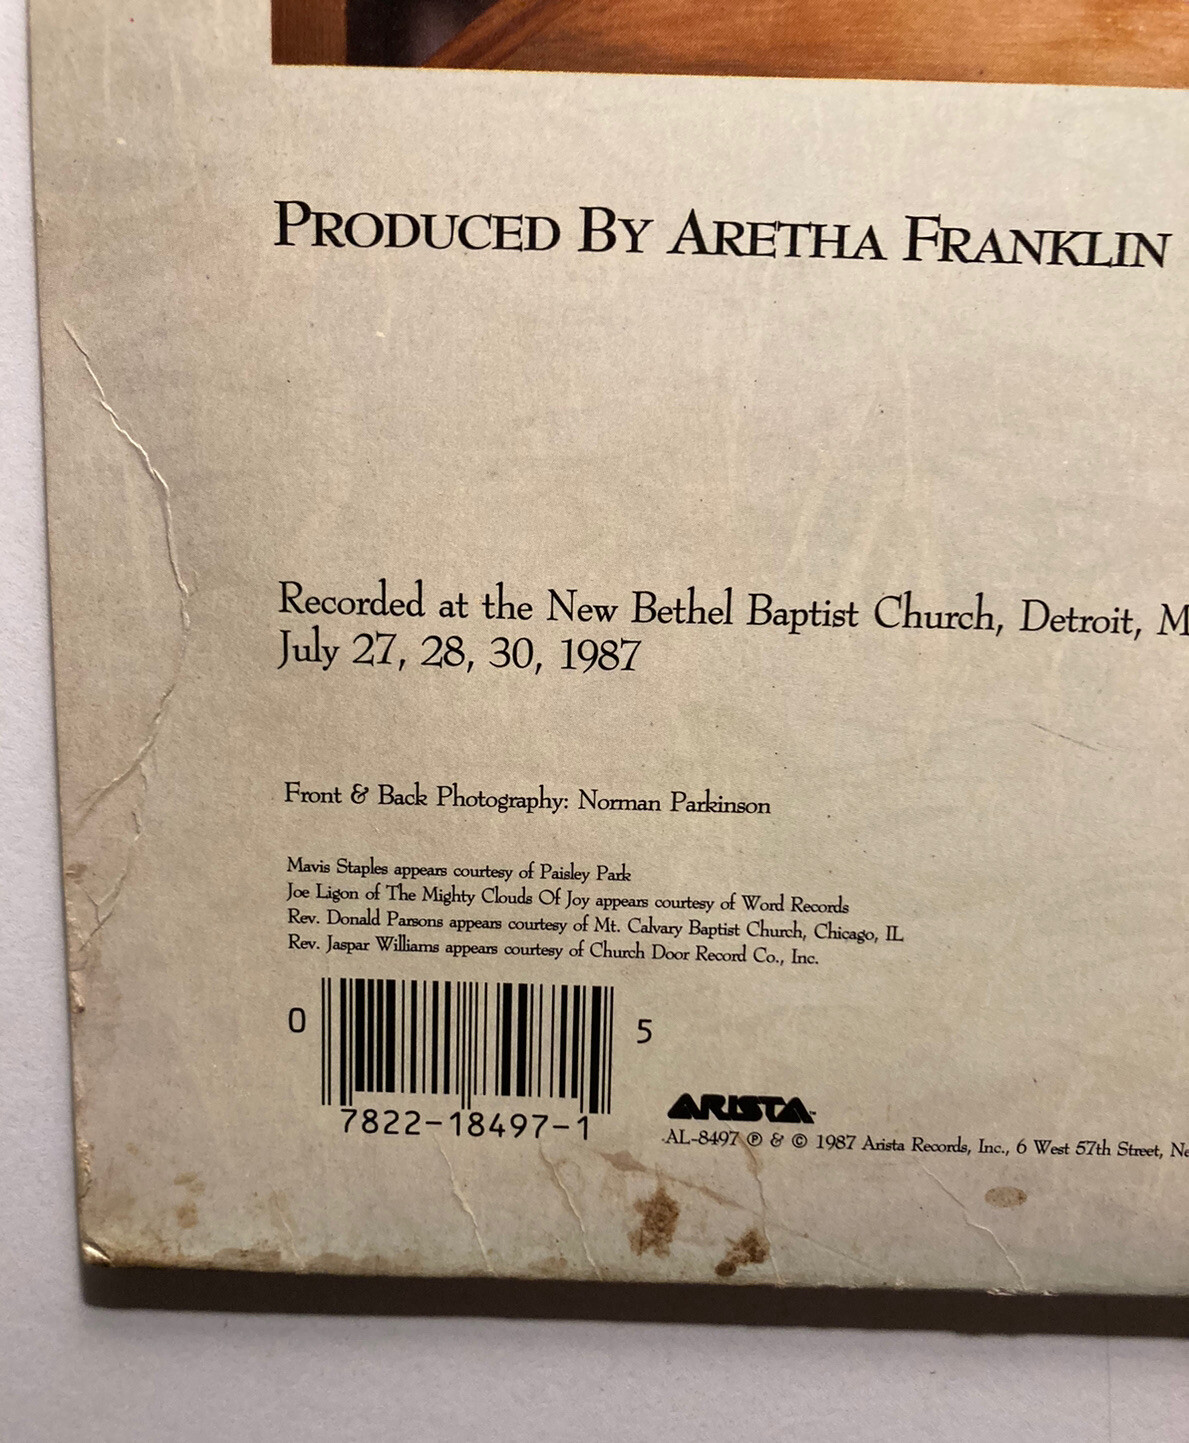 PRODUCED BY ARETHA FRANKLIN
Recorded at the New Bethel Baptist Church, Detroit, M
July 27, 28, 30, 1987
Front & Back Photography: Norman Parkinson
Mavis Staples appears courtesy of Paisley Park
Joe Ligon of The Mighty Clouds Of Joy appears courtesy of Word Records
Rev. Donald Parsons appears courtesy of Mt. Calvary Baptist Church, Chicago, IL
Rev. Jaspar Williams appears courtesy of Church Door Record Co., Inc.
0 5
7822-18497-1
ARISTA™
AL-8497 ℗ & © 1987 Arista Records, Inc., 6 West 57th Street, Ne